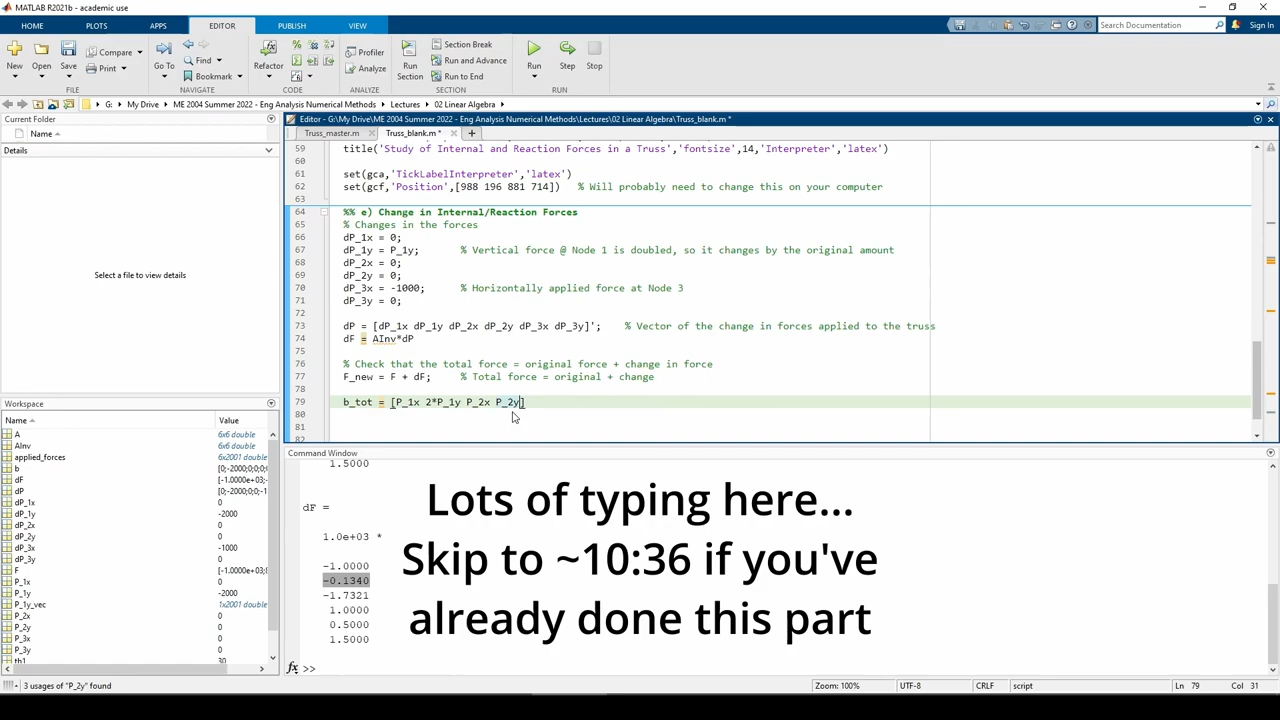 MATLAB R2021b - academic use
HOME PLOTS APPS EDITOR PUBLISH VIEW Search Documentation Sign In
New Open Save Compare Print Go To Find Bookmark Refactor Profiler Analyze Run Section Section Break Run and Advance Run to End Run Step Stop
FILE NAVIGATE CODE ANALYZE SECTION RUN
G: My Drive ME 2004 Summer 2022 - Eng Analysis Numerical Methods Lectures 02 Linear Algebra
Current Folder
Name
Details
Select a file to view details
Editor - G:\My Drive\ME 2004 Summer 2022 - Eng Analysis Numerical Methods\Lectures\02 Linear Algebra\Truss_blank.m *
Truss_master.m Truss_blank.m *
59 title('Study of Internal and Reaction Forces in a Truss','fontsize',14,'Interpreter','latex')
60
61 set(gca,'TickLabelInterpreter','latex')
62 set(gcf,'Position',[988 196 881 714]) % Will probably need to change this on your computer
63
64 %% e) Change in Internal/Reaction Forces
65 % Changes in the forces
66 dP_1x = 0;
67 dP_1y = P_1y; % Vertical force @ Node 1 is doubled, so it changes by the original amount
68 dP_2x = 0;
69 dP_2y = 0;
70 dP_3x = -1000; % Horizontally applied force at Node 3
71 dP_3y = 0;
72
73 dP = [dP_1x dP_1y dP_2x dP_2y dP_3x dP_3y]'; % Vector of the change in forces applied to the truss
74 dF = AInv*dP
75
76 % Check that the total force = original force + change in force
77 F_new = F + dF; % Total force = original + change
78
79 b_tot = [P_1x 2*P_1y P_2x P_2y]
80
81
82
Workspace
Name Value
A 6x6 double
AInv 6x6 double
applied_forces 6x2001 double
b [0;-2000;0;0;0;
dF [-1.0000e+03;
dP [0;-2000;0;0;-1
dP_1x 0
dP_1y -2000
dP_2x 0
dP_2y 0
dP_3x -1000
dP_3y 0
F [-1.0000e+03;
P_1x 0
P_1y -2000
P_1y_vec 1x2001 double
P_2x 0
P_2y 0
P_3x 0
P_3y 0
th1 30
Command Window
1.5000
dF =
1.0e+03 *
-1.0000
-0.1340
-1.7321
1.0000
0.5000
1.5000
fx >>
Lots of typing here...
Skip to ~10:36 if you've
already done this part
3 usages of "P_2y" found Zoom: 100% UTF-8 CRLF script Ln 79 Col 31